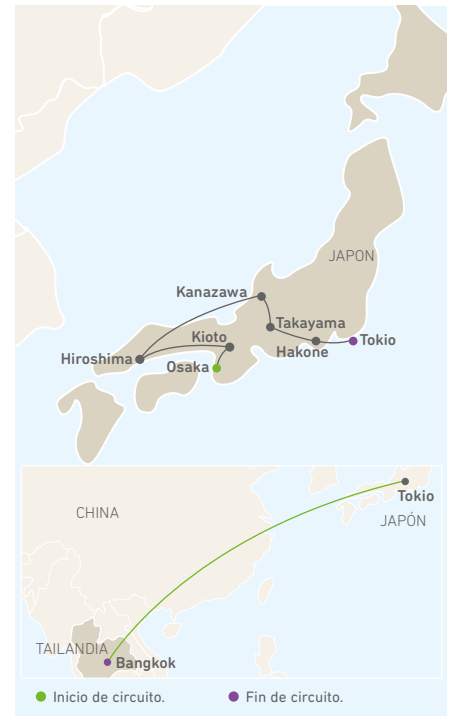 JAPON
Kanazawa
Takayama
Kioto
Tokio
Hakone
Hiroshima
Osaka
Tokio
CHINA
JAPÓN
TAILANDIA
Bangkok
Inicio de circuito.
Fin de circuito.